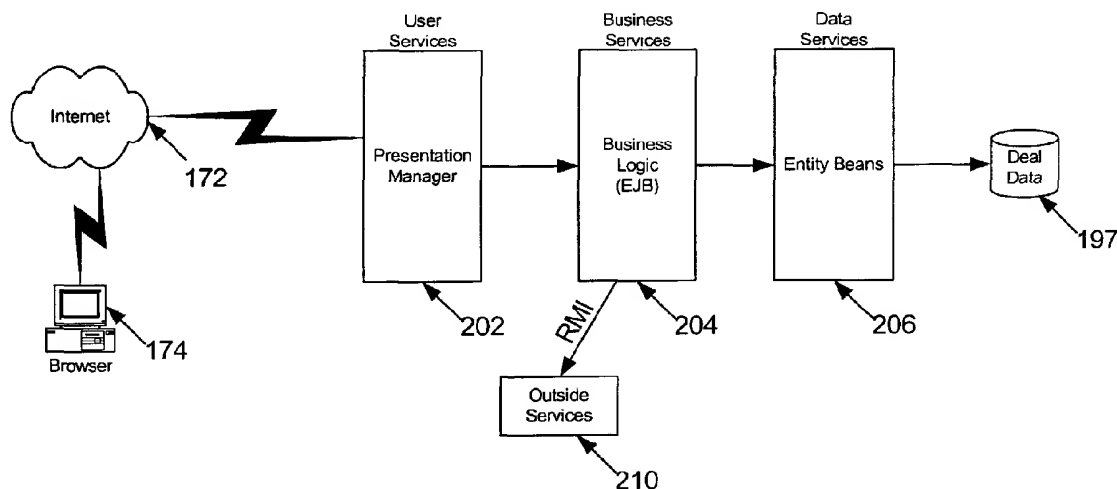 User
Services
Business
Services
Data
Services
Internet
172
Presentation
Manager
Business
Logic
(EJB)
Entity Beans
Deal
Data
197
174
Browser
202
204
206
RMI
Outside
Services
210